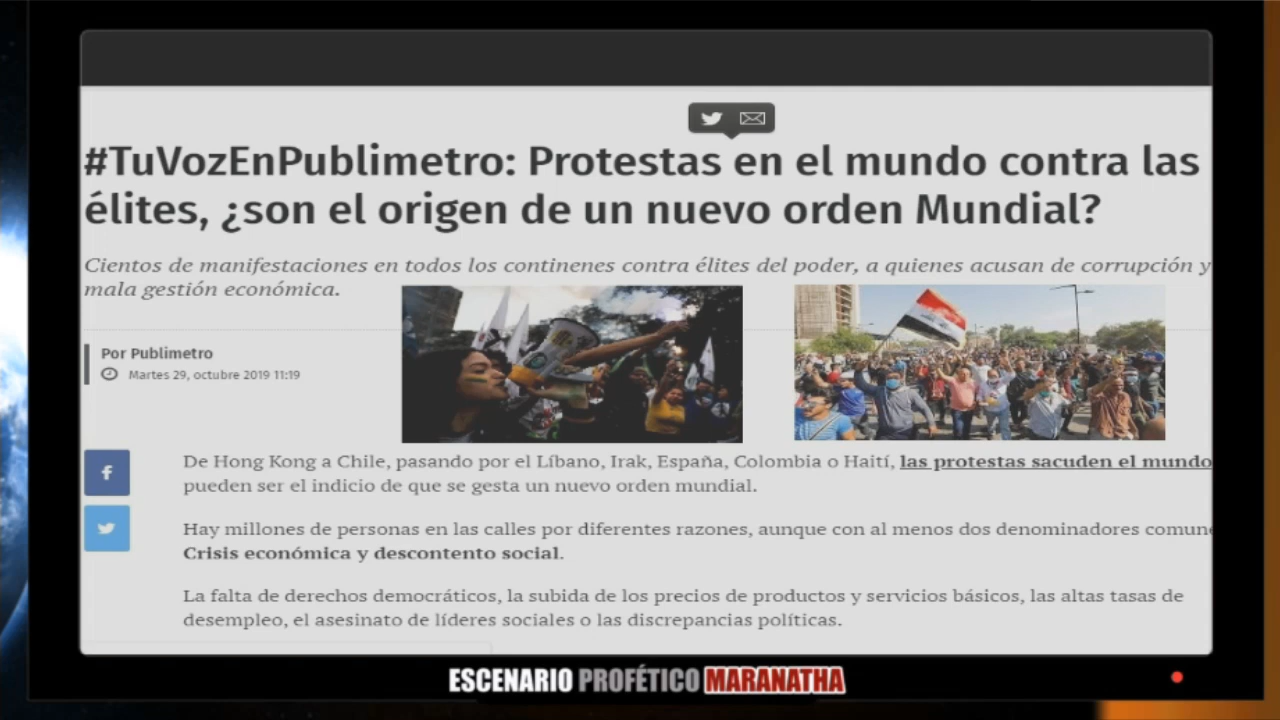 #TuVozEnPublimetro: Protestas en el mundo contra las
élites, ¿son el origen de un nuevo orden Mundial?
Cientos de manifestaciones en todos los continenes contra élites del poder, a quienes acusan de corrupción y
mala gestión económica.
Por Publimetro
Martes 29, octubre 2019 11:19
De Hong Kong a Chile, pasando por el Líbano, Irak, España, Colombia o Haití, las protestas sacuden el mundo
pueden ser el indicio de que se gesta un nuevo orden mundial.
Hay millones de personas en las calles por diferentes razones, aunque con al menos dos denominadores comune
Crisis económica y descontento social.
La falta de derechos democráticos, la subida de los precios de productos y servicios básicos, las altas tasas de
desempleo, el asesinato de líderes sociales o las discrepancias políticas.
ESCENARIO PROFÉTICO MARANATHA